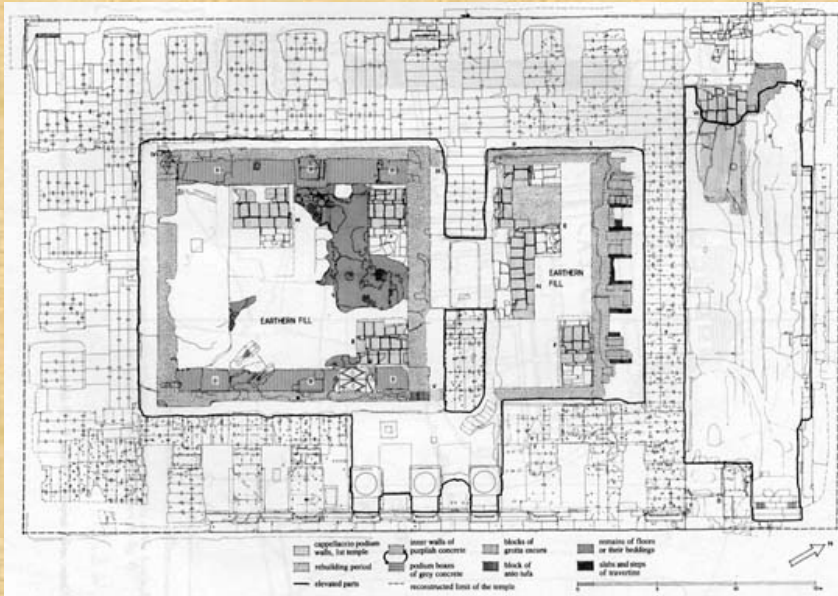 EARTHERN FILL
EARTHERN
FILL
cappellaccio podium
walls, 1st temple
rebuilding period
elevated parts
inner walls of
purplish concrete
podium boxes
of grey concrete
reconstructed limit of the temple
blocks of
grotta oscura
block of
anio tufa
remains of floors
or their beddings
slabs and steps
of travertine